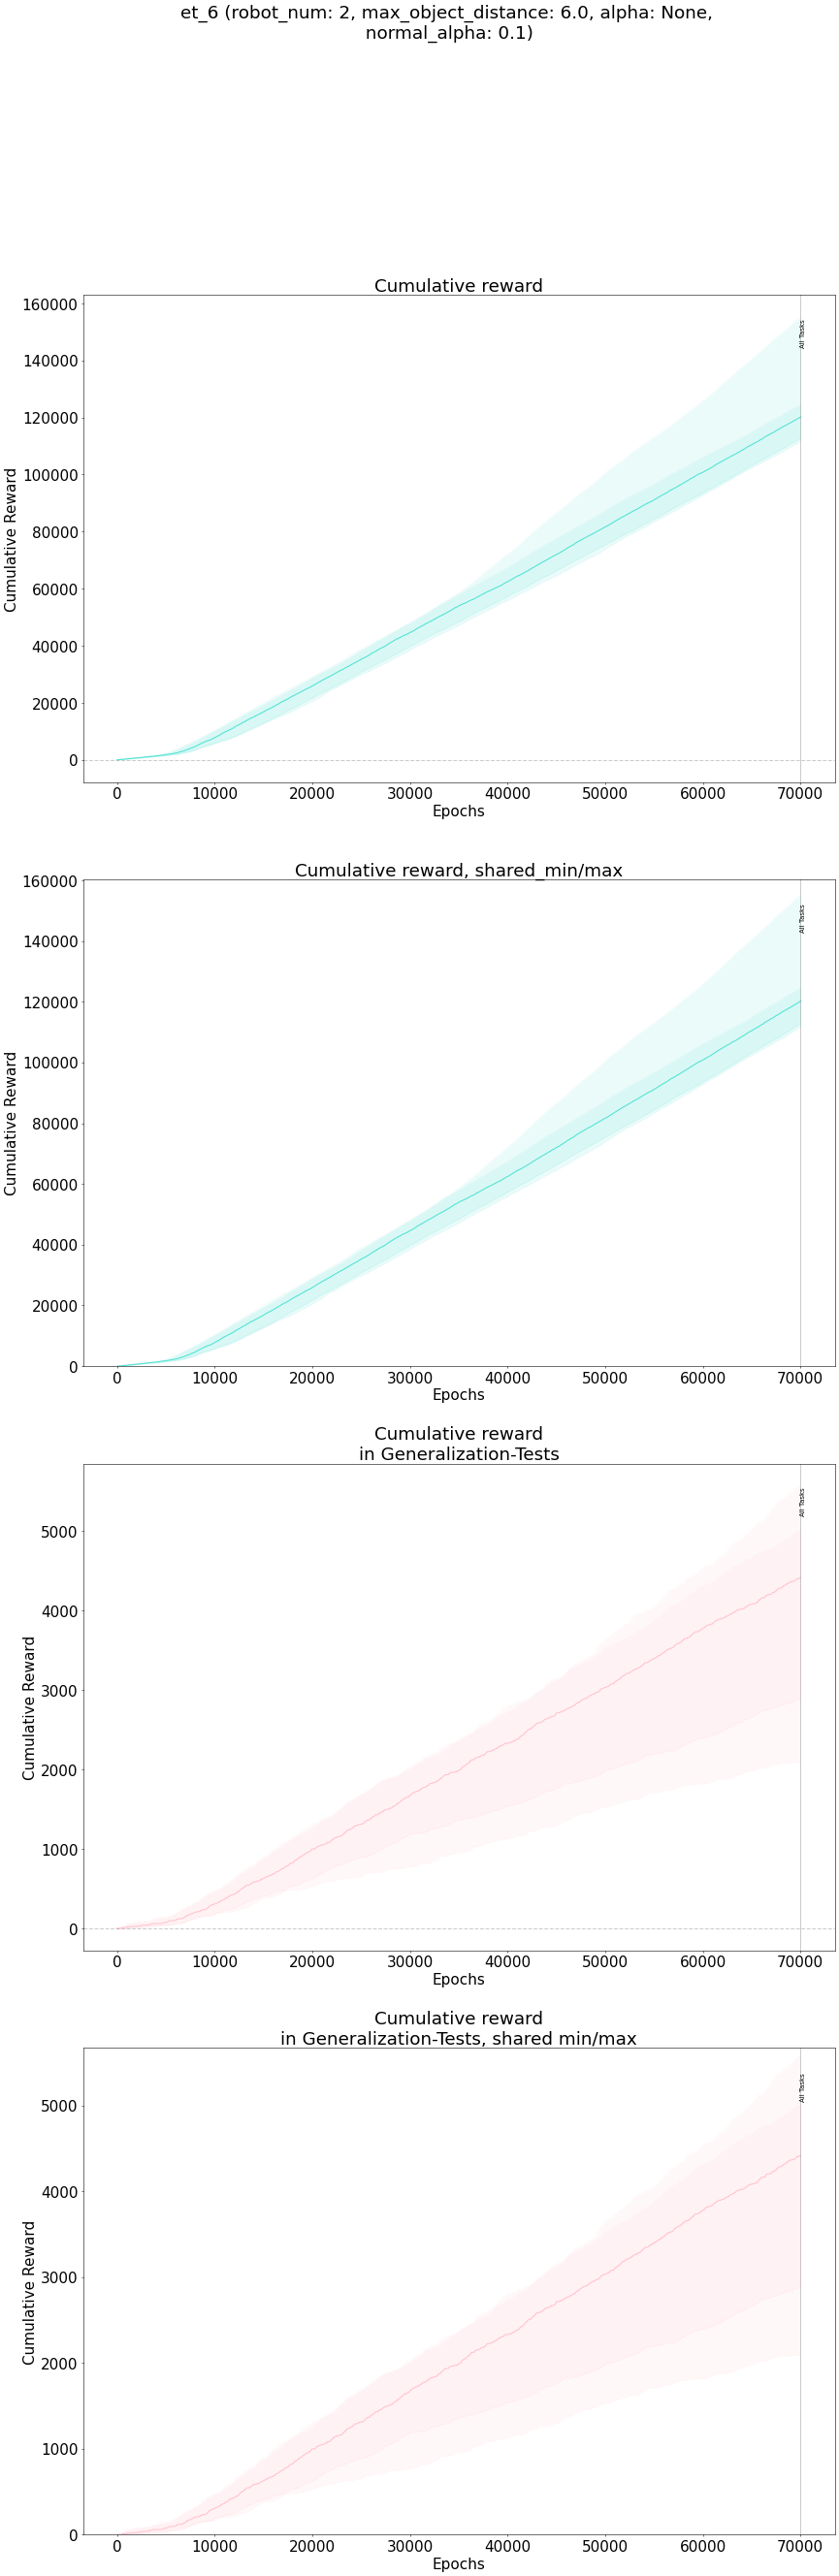 et_6 (robot_num: 2, max_object_distance: 6.0, alpha: None,
normal_alpha: 0.1)
Cumulative reward
160000
140000
120000
100000
80000
60000
40000
20000
0
Cumulative Reward
All Tasks
0 10000 20000 30000 40000 50000 60000 70000
Epochs
Cumulative reward, shared_min/max
160000
140000
120000
100000
80000
60000
40000
20000
0
Cumulative Reward
All Tasks
0 10000 20000 30000 40000 50000 60000 70000
Epochs
Cumulative reward
in Generalization-Tests
5000
4000
3000
2000
1000
0
Cumulative Reward
All Tasks
0 10000 20000 30000 40000 50000 60000 70000
Epochs
Cumulative reward
in Generalization-Tests, shared min/max
5000
4000
3000
2000
1000
0
Cumulative Reward
All Tasks
0 10000 20000 30000 40000 50000 60000 70000
Epochs